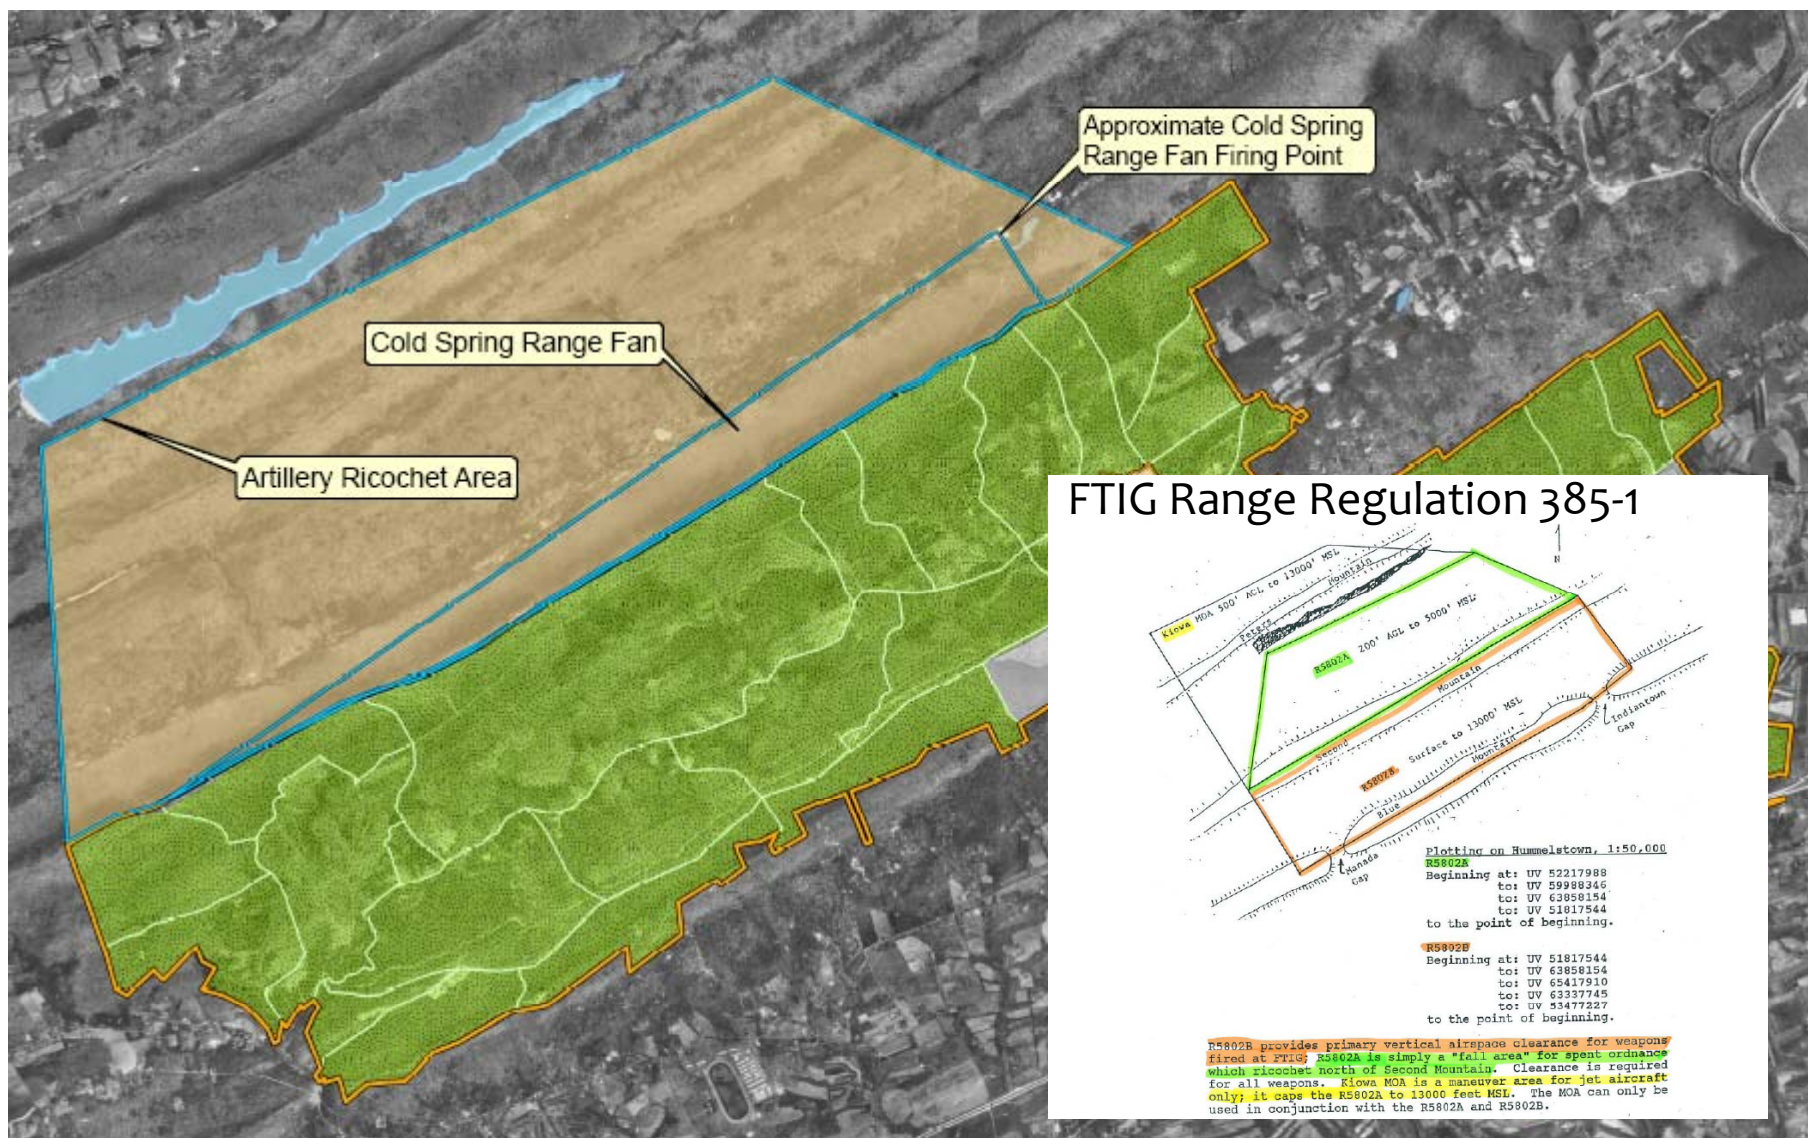 Approximate Cold Spring
Range Fan Firing Point
Cold Spring Range Fan
Artillery Ricochet Area
FTIG Range Regulation 385-1
N
Kiowa MOA 500' AGL to 13000' MSL
Peters Mountain
R5802A 200' AGL to 5000' MSL
Second Mountain
R5802B Surface to 13000' MSL
Blue Mountain
Indiantown
Gap
Manada
Gap
Plotting on Hummelstown, 1:50,000
R5802A
Beginning at: UV 52217988
to: UV 59988346
to: UV 63858154
to: UV 51817544
to the point of beginning.
R5802B
Beginning at: UV 51817544
to: UV 63858154
to: UV 65417910
to: UV 63337745
to: UV 53477227
to the point of beginning.
R5802B provides primary vertical airspace clearance for weapons
fired at FTIG; R5802A is simply a "fall area" for spent ordnance
which ricochet north of Second Mountain. Clearance is required
for all weapons. Kiowa MOA is a maneuver area for jet aircraft
only; it caps the R5802A to 13000 feet MSL. The MOA can only be
used in conjunction with the R5802A and R5802B.